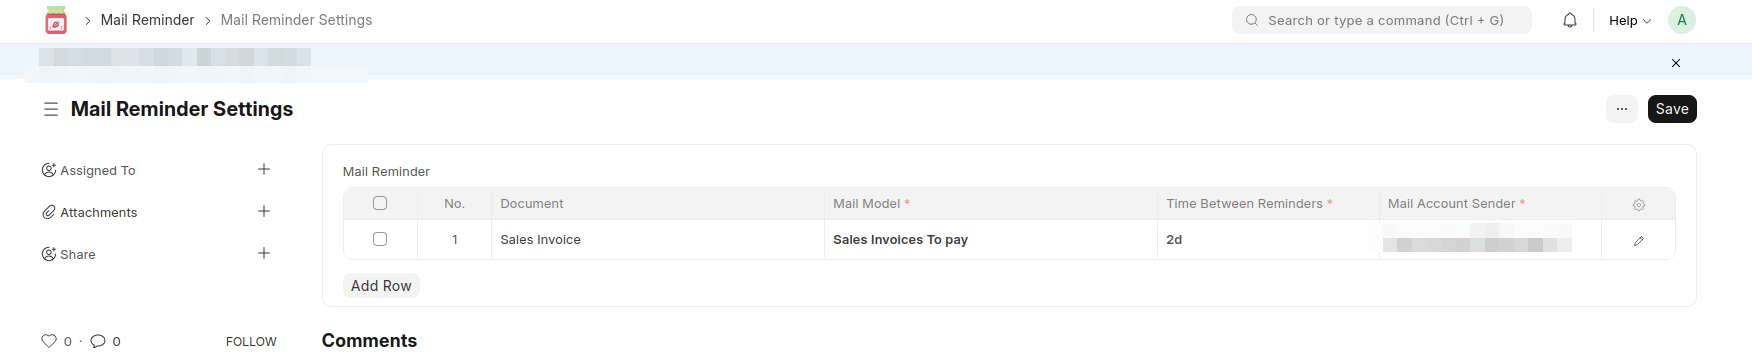 Mail Reminder > Mail Reminder Settings
Search or type a command (Ctrl + G)
Help
A
Mail Reminder Settings
...
Save
Assigned To
Attachments
Share
Mail Reminder
No. Document Mail Model * Time Between Reminders * Mail Account Sender *
1 Sales Invoice Sales Invoices To pay 2d
Add Row
0 · 0 FOLLOW
Comments